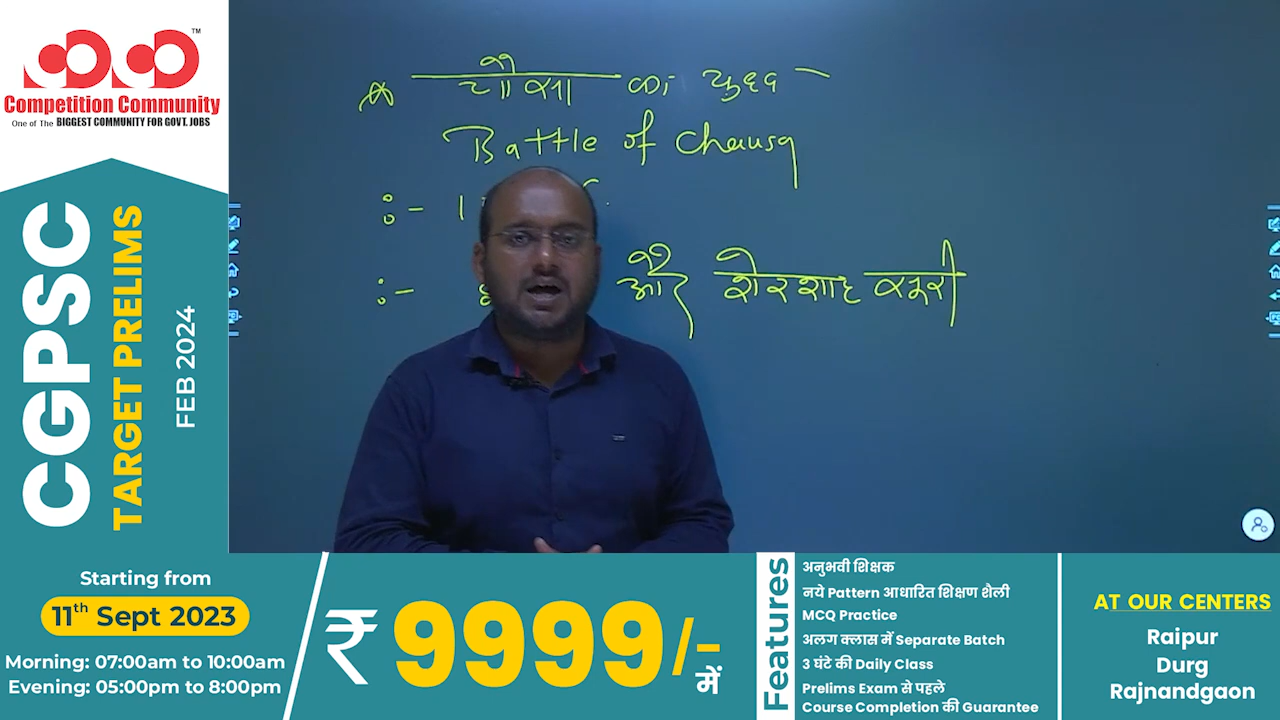 TM
Competition Community
One of The BIGGEST COMMUNITY FOR GOVT. JOBS
CGPSC
TARGET PRELIMS
FEB 2024
चौसा का युद्ध
Battle of Chausa
:-
:- और शेरशाह सूरी
Starting from
11th Sept 2023
Morning: 07:00am to 10:00am
Evening: 05:00pm to 8:00pm
₹ 9999/- में
Features
अनुभवी शिक्षक
नये Pattern आधारित शिक्षण शैली
MCQ Practice
अलग क्लास में Separate Batch
3 घंटे की Daily Class
Prelims Exam से पहले
Course Completion की Guarantee
AT OUR CENTERS
Raipur
Durg
Rajnandgaon